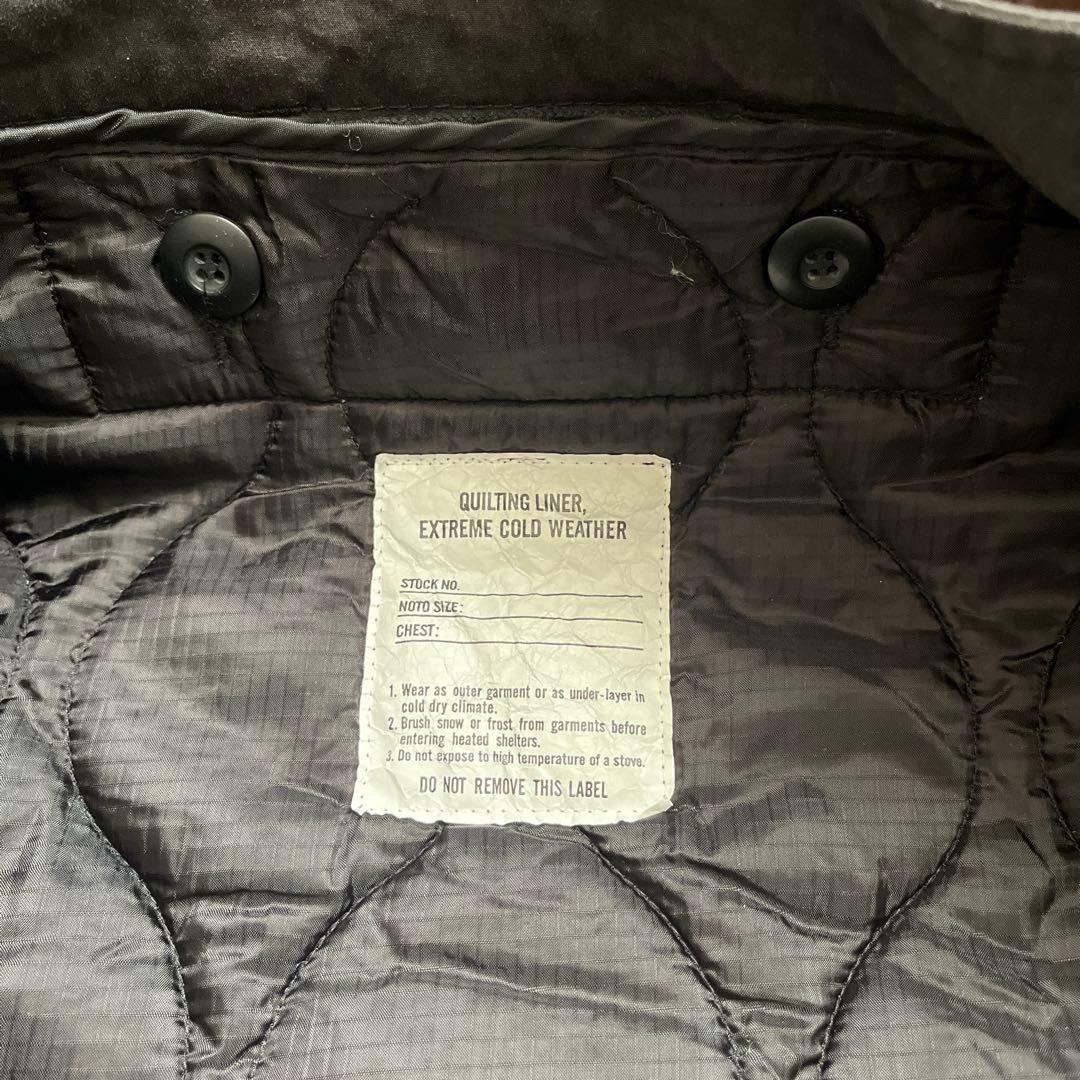 QUILTING LINER,
EXTREME COLD WEATHER
STOCK NO.
NOTO SIZE:
CHEST:
1. Wear as outer garment or as under-layer in
cold dry climate.
2. Brush snow or frost from garments before
entering heated shelters.
3. Do not expose to high temperature of a stove.
DO NOT REMOVE THIS LABEL